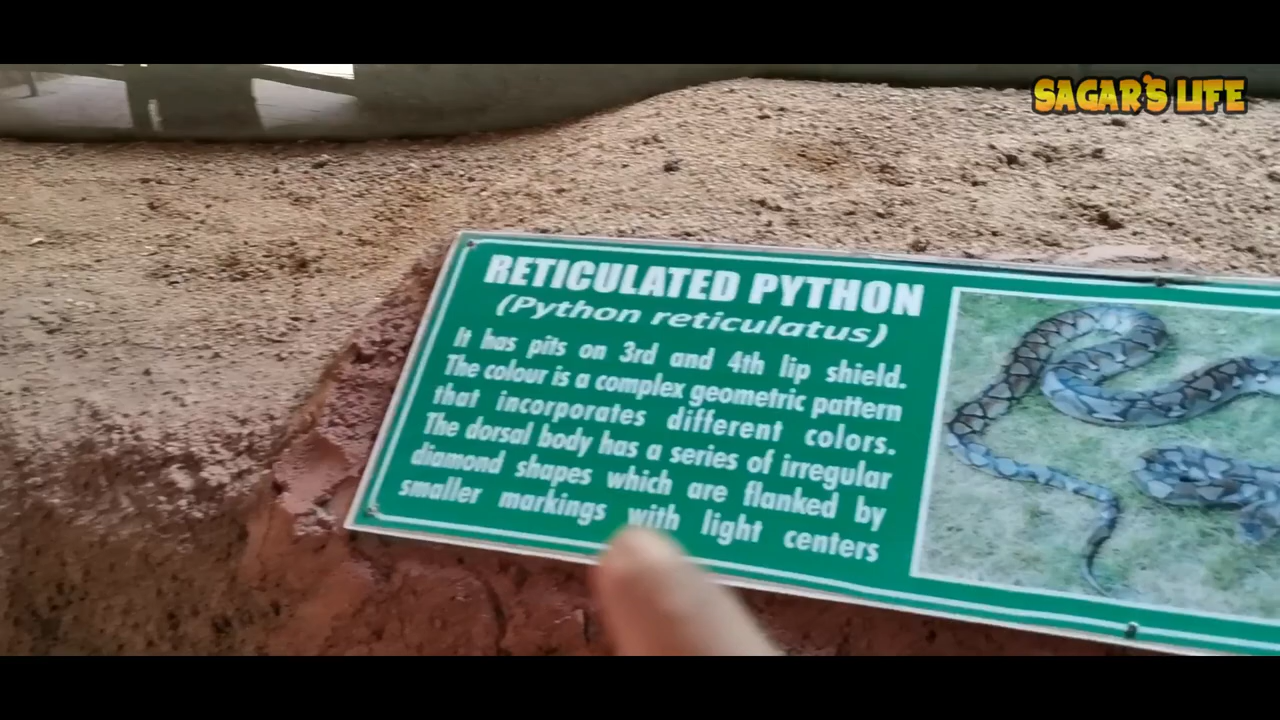 SAGAR'S LIFE
RETICULATED PYTHON
(Python reticulatus)
It has pits on 3rd and 4th lip shield.
The colour is a complex geometric pattern
that incorporates different colors.
The dorsal body has a series of irregular
diamond shapes which are flanked by
smaller markings with light centers